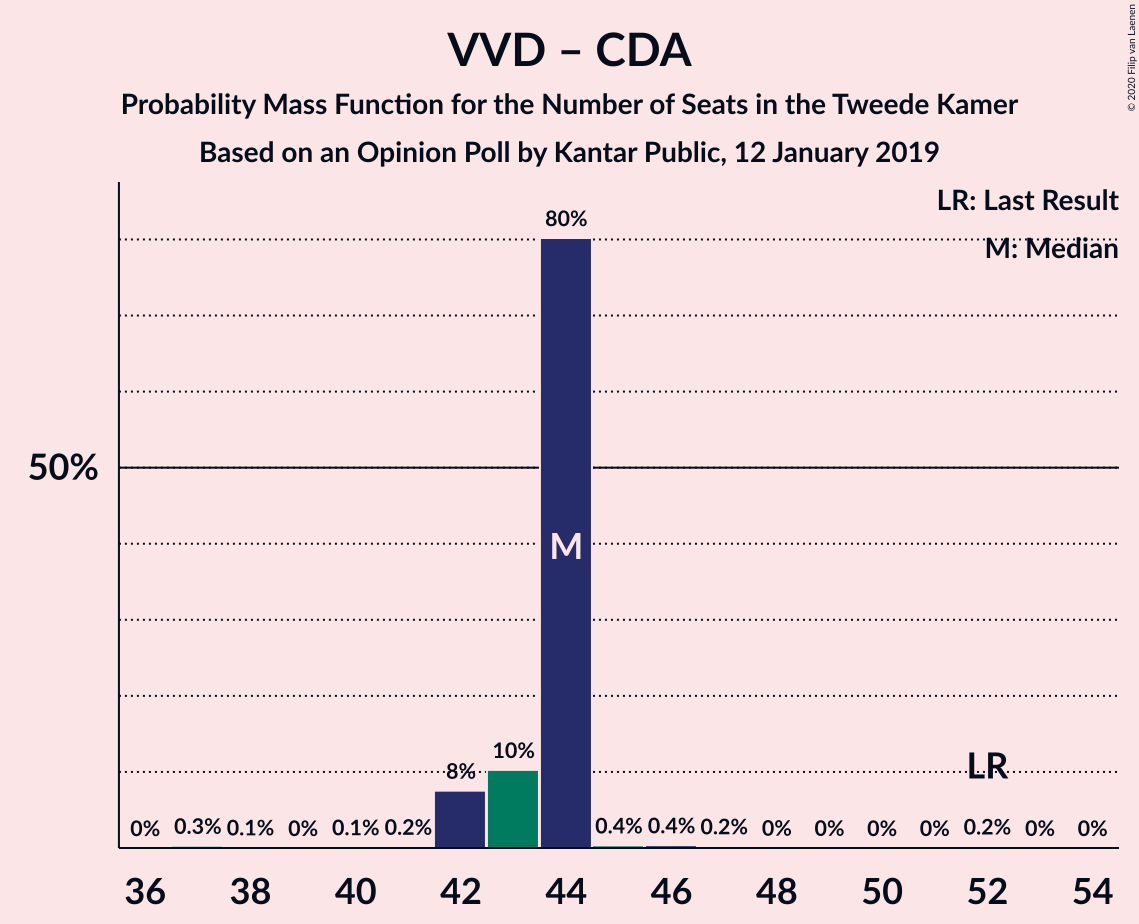 VVD – CDA
Probability Mass Function for the Number of Seats in the Tweede Kamer
Based on an Opinion Poll by Kantar Public, 12 January 2019
© 2020 Filip van Laenen
LR: Last Result
M: Median
80%
50%
M
10%
8%
LR
0% 0.3% 0.1% 0% 0.1% 0.2% 0.4% 0.4% 0.2% 0% 0% 0% 0% 0.2% 0% 0%
36 38 40 42 44 46 48 50 52 54